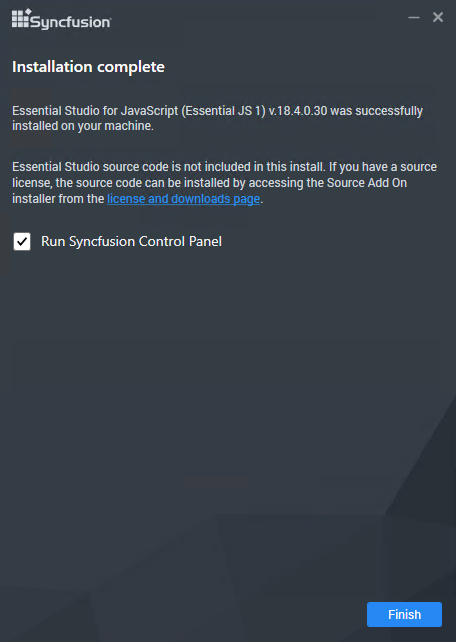 Syncfusion®
Installation complete
Essential Studio for JavaScript (Essential JS 1) v.18.4.0.30 was successfully
installed on your machine.
Essential Studio source code is not included in this install. If you have a source
license, the source code can be installed by accessing the Source Add On
installer from the license and downloads page.
Run Syncfusion Control Panel
Finish